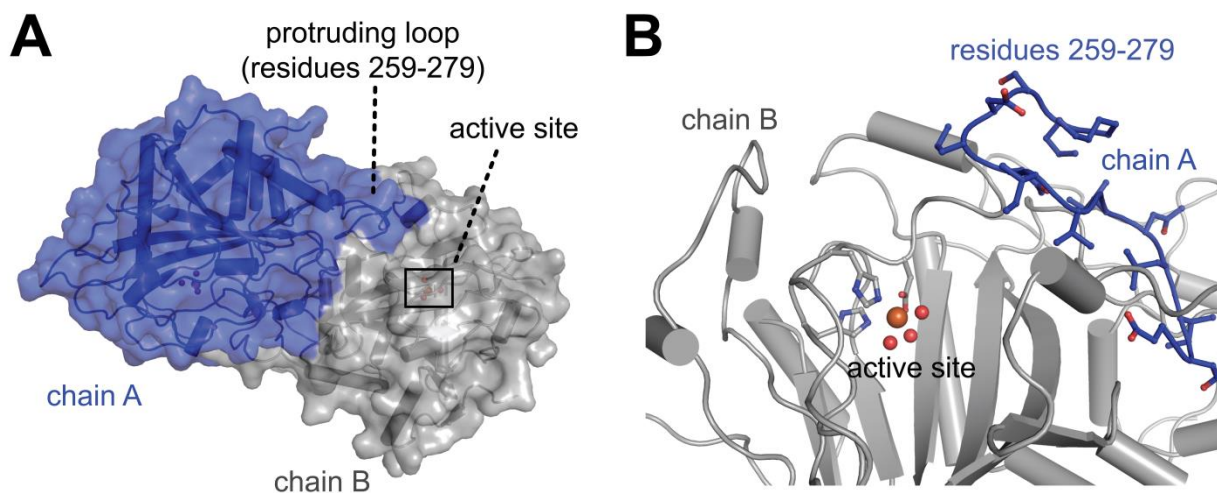 A
protruding loop
(residues 259-279)
active site
chain A
chain B
B
residues 259-279
chain B
chain A
active site